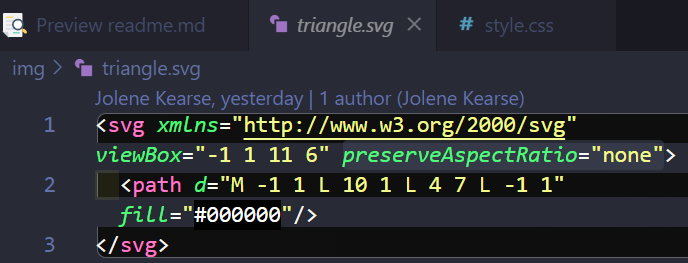 Preview readme.md triangle.svg × # style.css
img > triangle.svg
Jolene Kearse, yesterday | 1 author (Jolene Kearse)
1 <svg xmlns="http://www.w3.org/2000/svg"
viewBox="-1 1 11 6" preserveAspectRatio="none">
2 <path d="M -1 1 L 10 1 L 4 7 L -1 1"
fill="#000000"/>
3 </svg>